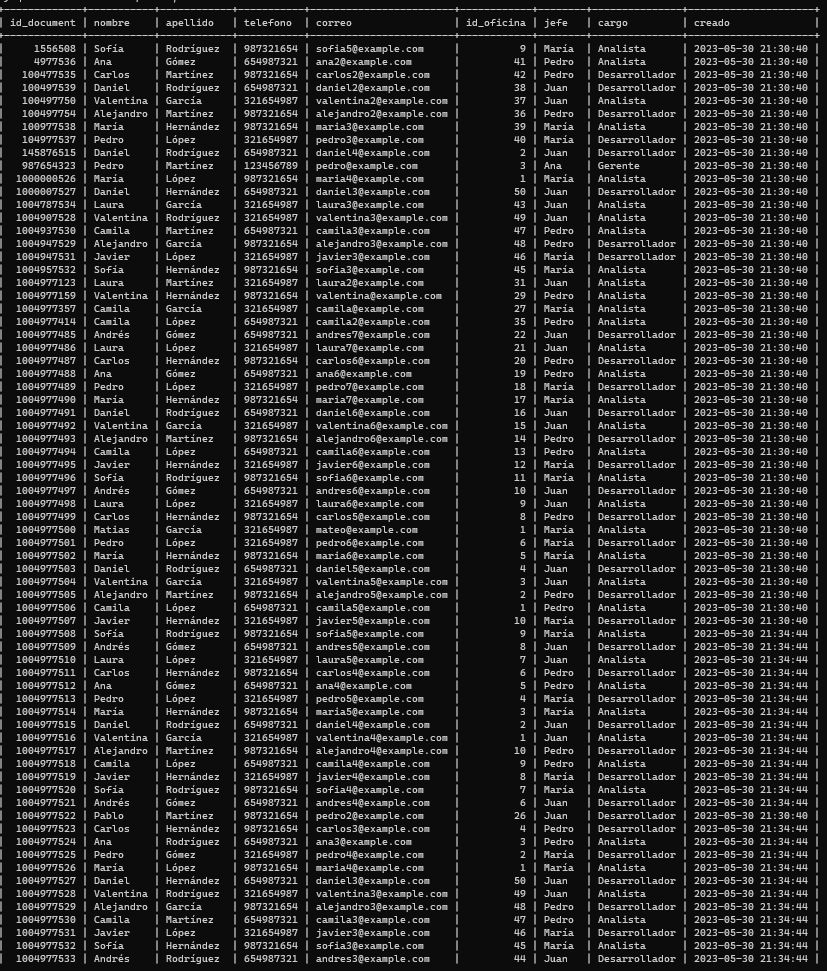 | id_document | nombre | apellido | telefono | correo | id_oficina | jefe | cargo | creado |
| 1556508 | Sofía | Rodríguez | 987321654 | sofia5@example.com | 9 | María | Analista | 2023-05-30 21:30:40 |
| 4977536 | Ana | Gómez | 654987321 | ana2@example.com | 41 | Pedro | Analista | 2023-05-30 21:30:40 |
| 100477535 | Carlos | Martínez | 987321654 | carlos2@example.com | 42 | Pedro | Desarrollador | 2023-05-30 21:30:40 |
| 100497539 | Daniel | Rodríguez | 654987321 | daniel2@example.com | 38 | Juan | Desarrollador | 2023-05-30 21:30:40 |
| 100497750 | Valentina | García | 321654987 | valentina2@example.com | 37 | Juan | Analista | 2023-05-30 21:30:40 |
| 100497754 | Alejandro | Martínez | 987321654 | alejandro2@example.com | 36 | Pedro | Desarrollador | 2023-05-30 21:30:40 |
| 100977538 | María | Hernández | 987321654 | maria3@example.com | 39 | María | Analista | 2023-05-30 21:30:40 |
| 104977537 | Pedro | López | 321654987 | pedro3@example.com | 40 | María | Desarrollador | 2023-05-30 21:30:40 |
| 145876515 | Daniel | Rodríguez | 654987321 | daniel4@example.com | 2 | Juan | Desarrollador | 2023-05-30 21:30:40 |
| 987654323 | Pedro | Martinez | 123456789 | pedro@example.com | 3 | Ana | Gerente | 2023-05-30 21:30:40 |
| 1000000526 | María | López | 987321654 | maria4@example.com | 1 | María | Analista | 2023-05-30 21:30:40 |
| 1000007527 | Daniel | Hernández | 654987321 | daniel3@example.com | 50 | Juan | Desarrollador | 2023-05-30 21:30:40 |
| 1004787534 | Laura | García | 321654987 | laura3@example.com | 43 | Juan | Analista | 2023-05-30 21:30:40 |
| 1004907528 | Valentina | Rodríguez | 321654987 | valentina3@example.com | 49 | Juan | Analista | 2023-05-30 21:30:40 |
| 1004937530 | Camila | Martínez | 654987321 | camila3@example.com | 47 | Pedro | Analista | 2023-05-30 21:30:40 |
| 1004947529 | Alejandro | García | 987321654 | alejandro3@example.com | 48 | Pedro | Desarrollador | 2023-05-30 21:30:40 |
| 1004947531 | Javier | López | 321654987 | javier3@example.com | 46 | María | Desarrollador | 2023-05-30 21:30:40 |
| 1004957532 | Sofía | Hernández | 987321654 | sofia3@example.com | 45 | María | Analista | 2023-05-30 21:30:40 |
| 1004977123 | Laura | Martínez | 321654987 | laura2@example.com | 31 | Juan | Analista | 2023-05-30 21:30:40 |
| 1004977159 | Valentina | Hernández | 987321654 | valentina@example.com | 29 | Pedro | Analista | 2023-05-30 21:30:40 |
| 1004977357 | Camila | García | 321654987 | camila@example.com | 27 | María | Analista | 2023-05-30 21:30:40 |
| 1004977414 | Camila | López | 654987321 | camila2@example.com | 35 | Pedro | Analista | 2023-05-30 21:30:40 |
| 1004977485 | Andrés | Gómez | 654987321 | andres7@example.com | 22 | Juan | Desarrollador | 2023-05-30 21:30:40 |
| 1004977486 | Laura | López | 321654987 | laura7@example.com | 21 | Juan | Analista | 2023-05-30 21:30:40 |
| 1004977487 | Carlos | Hernández | 987321654 | carlos6@example.com | 20 | Pedro | Desarrollador | 2023-05-30 21:30:40 |
| 1004977488 | Ana | Gómez | 654987321 | ana6@example.com | 19 | Pedro | Analista | 2023-05-30 21:30:40 |
| 1004977489 | Pedro | López | 321654987 | pedro7@example.com | 18 | María | Desarrollador | 2023-05-30 21:30:40 |
| 1004977490 | María | Hernández | 987321654 | maria7@example.com | 17 | María | Analista | 2023-05-30 21:30:40 |
| 1004977491 | Daniel | Rodríguez | 654987321 | daniel6@example.com | 16 | Juan | Desarrollador | 2023-05-30 21:30:40 |
| 1004977492 | Valentina | García | 321654987 | valentina6@example.com | 15 | Juan | Analista | 2023-05-30 21:30:40 |
| 1004977493 | Alejandro | Martínez | 987321654 | alejandro6@example.com | 14 | Pedro | Desarrollador | 2023-05-30 21:30:40 |
| 1004977494 | Camila | López | 654987321 | camila6@example.com | 13 | Pedro | Analista | 2023-05-30 21:30:40 |
| 1004977495 | Javier | Hernández | 321654987 | javier6@example.com | 12 | María | Desarrollador | 2023-05-30 21:30:40 |
| 1004977496 | Sofía | Rodríguez | 987321654 | sofia6@example.com | 11 | María | Analista | 2023-05-30 21:30:40 |
| 1004977497 | Andrés | Gómez | 654987321 | andres6@example.com | 10 | Juan | Desarrollador | 2023-05-30 21:30:40 |
| 1004977498 | Laura | López | 321654987 | laura6@example.com | 9 | Juan | Analista | 2023-05-30 21:30:40 |
| 1004977499 | Carlos | Hernández | 987321654 | carlos5@example.com | 8 | Pedro | Desarrollador | 2023-05-30 21:30:40 |
| 1004977500 | Matías | García | 321654987 | mateo@example.com | 1 | María | Analista | 2023-05-30 21:30:40 |
| 1004977501 | Pedro | López | 321654987 | pedro6@example.com | 6 | María | Desarrollador | 2023-05-30 21:30:40 |
| 1004977502 | María | Hernández | 987321654 | maria6@example.com | 5 | María | Analista | 2023-05-30 21:30:40 |
| 1004977503 | Daniel | Rodríguez | 654987321 | daniel5@example.com | 4 | Juan | Desarrollador | 2023-05-30 21:30:40 |
| 1004977504 | Valentina | García | 321654987 | valentina5@example.com | 3 | Juan | Analista | 2023-05-30 21:30:40 |
| 1004977505 | Alejandro | Martínez | 987321654 | alejandro5@example.com | 2 | Pedro | Desarrollador | 2023-05-30 21:30:40 |
| 1004977506 | Camila | López | 654987321 | camila5@example.com | 1 | Pedro | Analista | 2023-05-30 21:30:40 |
| 1004977507 | Javier | Hernández | 321654987 | javier5@example.com | 10 | María | Desarrollador | 2023-05-30 21:30:40 |
| 1004977508 | Sofía | Rodríguez | 987321654 | sofia5@example.com | 9 | María | Analista | 2023-05-30 21:34:44 |
| 1004977509 | Andrés | Gómez | 654987321 | andres5@example.com | 8 | Juan | Desarrollador | 2023-05-30 21:34:44 |
| 1004977510 | Laura | López | 321654987 | laura5@example.com | 7 | Juan | Analista | 2023-05-30 21:34:44 |
| 1004977511 | Carlos | Hernández | 987321654 | carlos4@example.com | 6 | Pedro | Desarrollador | 2023-05-30 21:34:44 |
| 1004977512 | Ana | Gómez | 654987321 | ana4@example.com | 5 | Pedro | Analista | 2023-05-30 21:34:44 |
| 1004977513 | Pedro | López | 321654987 | pedro5@example.com | 4 | María | Desarrollador | 2023-05-30 21:34:44 |
| 1004977514 | María | Hernández | 987321654 | maria5@example.com | 3 | María | Analista | 2023-05-30 21:34:44 |
| 1004977515 | Daniel | Rodríguez | 654987321 | daniel4@example.com | 2 | Juan | Desarrollador | 2023-05-30 21:34:44 |
| 1004977516 | Valentina | García | 321654987 | valentina4@example.com | 1 | Juan | Analista | 2023-05-30 21:34:44 |
| 1004977517 | Alejandro | Martínez | 987321654 | alejandro4@example.com | 10 | Pedro | Desarrollador | 2023-05-30 21:34:44 |
| 1004977518 | Camila | López | 654987321 | camila4@example.com | 9 | Pedro | Analista | 2023-05-30 21:34:44 |
| 1004977519 | Javier | Hernández | 321654987 | javier4@example.com | 8 | María | Desarrollador | 2023-05-30 21:34:44 |
| 1004977520 | Sofía | Rodríguez | 987321654 | sofia4@example.com | 7 | María | Analista | 2023-05-30 21:34:44 |
| 1004977521 | Andrés | Gómez | 654987321 | andres4@example.com | 6 | Juan | Desarrollador | 2023-05-30 21:34:44 |
| 1004977522 | Pablo | Martínez | 987321654 | pedro2@example.com | 26 | Juan | Desarrollador | 2023-05-30 21:30:40 |
| 1004977523 | Carlos | Hernández | 987321654 | carlos3@example.com | 4 | Pedro | Desarrollador | 2023-05-30 21:34:44 |
| 1004977524 | Ana | Rodríguez | 654987321 | ana3@example.com | 3 | Pedro | Analista | 2023-05-30 21:34:44 |
| 1004977525 | Pedro | Gómez | 321654987 | pedro4@example.com | 2 | María | Desarrollador | 2023-05-30 21:34:44 |
| 1004977526 | María | López | 987321654 | maria4@example.com | 1 | María | Analista | 2023-05-30 21:34:44 |
| 1004977527 | Daniel | Hernández | 654987321 | daniel3@example.com | 50 | Juan | Desarrollador | 2023-05-30 21:34:44 |
| 1004977528 | Valentina | Rodríguez | 321654987 | valentina3@example.com | 49 | Juan | Analista | 2023-05-30 21:34:44 |
| 1004977529 | Alejandro | García | 987321654 | alejandro3@example.com | 48 | Pedro | Desarrollador | 2023-05-30 21:34:44 |
| 1004977530 | Camila | Martínez | 654987321 | camila3@example.com | 47 | Pedro | Analista | 2023-05-30 21:34:44 |
| 1004977531 | Javier | López | 321654987 | javier3@example.com | 46 | María | Desarrollador | 2023-05-30 21:34:44 |
| 1004977532 | Sofía | Hernández | 987321654 | sofia3@example.com | 45 | María | Analista | 2023-05-30 21:34:44 |
| 1004977533 | Andrés | Rodríguez | 654987321 | andres3@example.com | 44 | Juan | Desarrollador | 2023-05-30 21:34:44 |